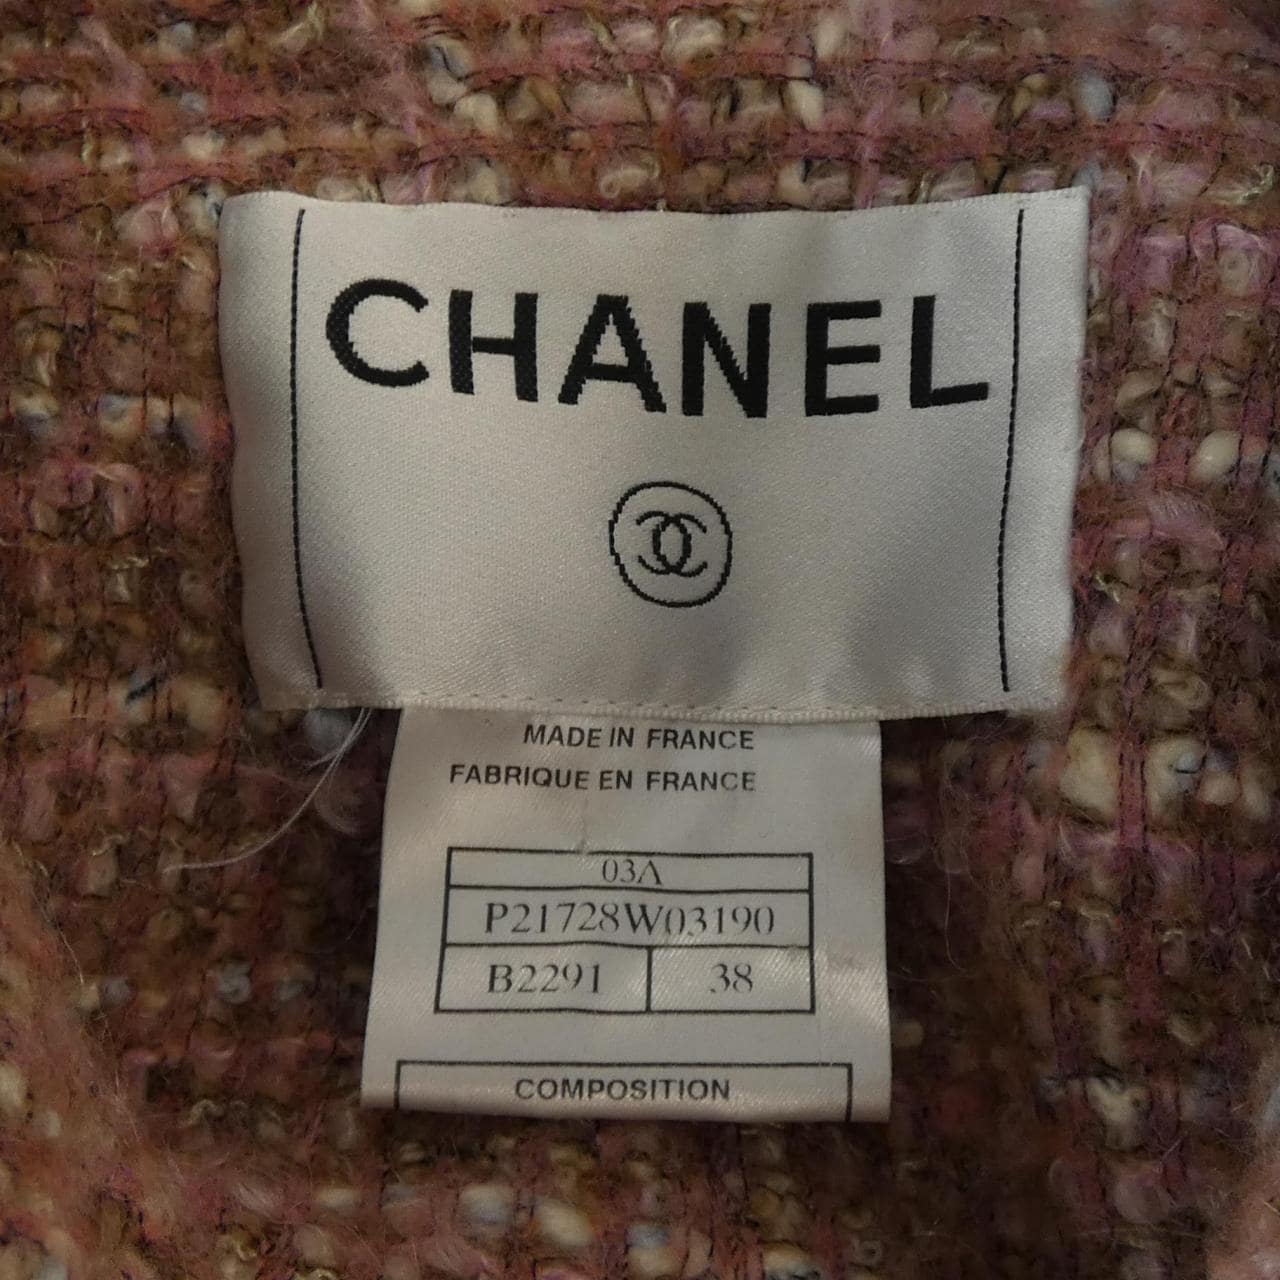 CHANEL
MADE IN FRANCE
FABRIQUE EN FRANCE
03A
P21728W03190
B2291 38
COMPOSITION